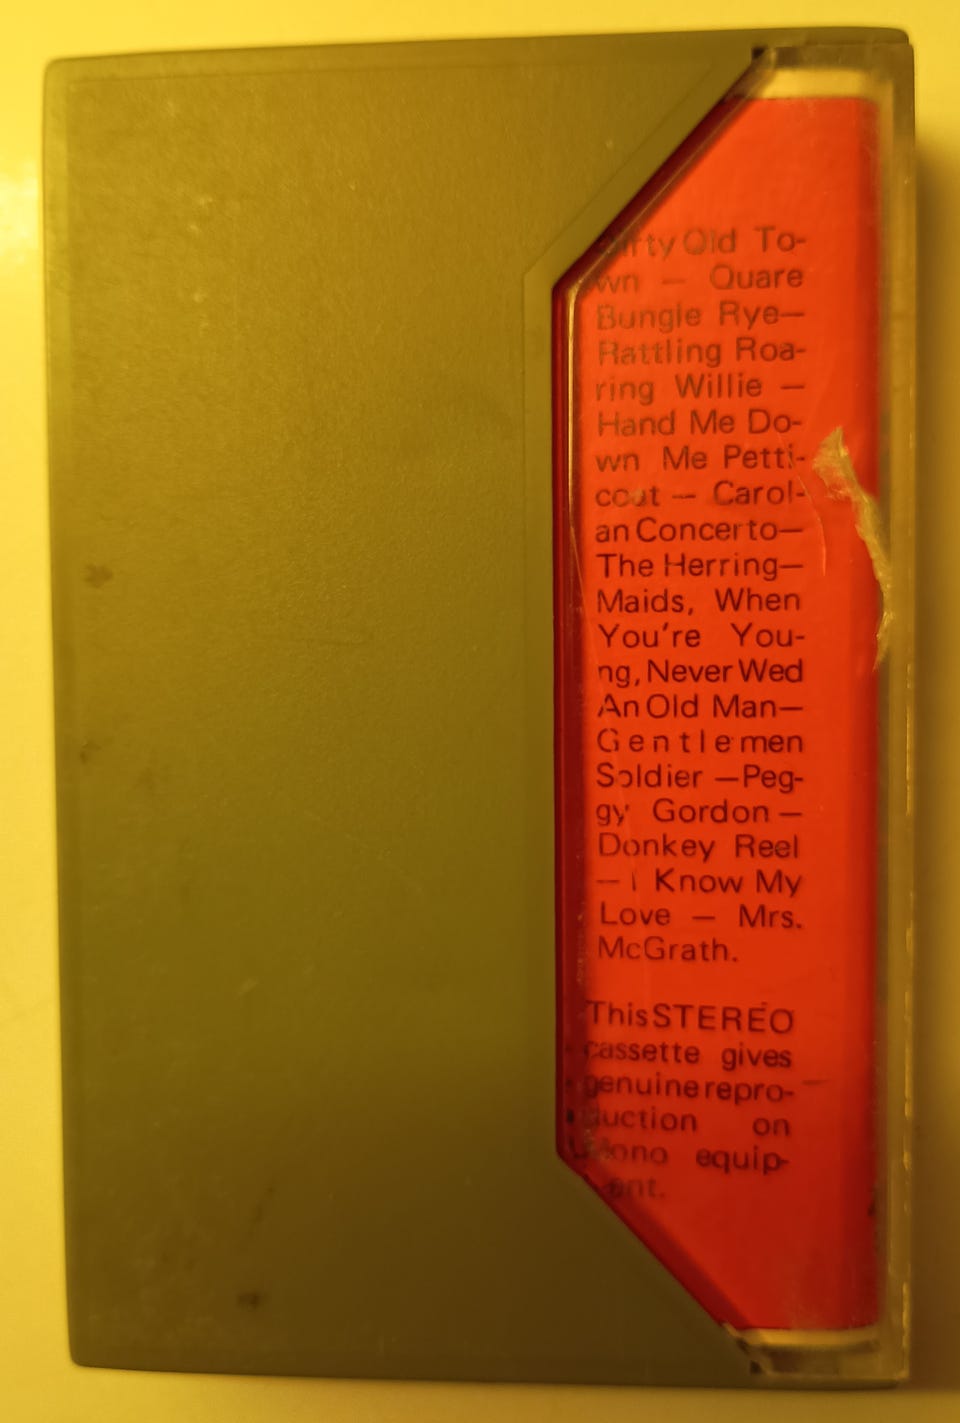 Dirty Old To-
wn — Quare
Bungle Rye—
Rattling Roa-
ring Willie —
Hand Me Do-
wn Me Petti-
coat — Carol-
an Concerto—
The Herring—
Maids, When
You're You-
ng, Never Wed
An Old Man—
Gentlemen
Soldier —Peg-
gy Gordon —
Donkey Reel
— I Know My
Love — Mrs.
McGrath.
This STEREO
cassette gives
genuine repro-
duction on
Mono equip-
ent.